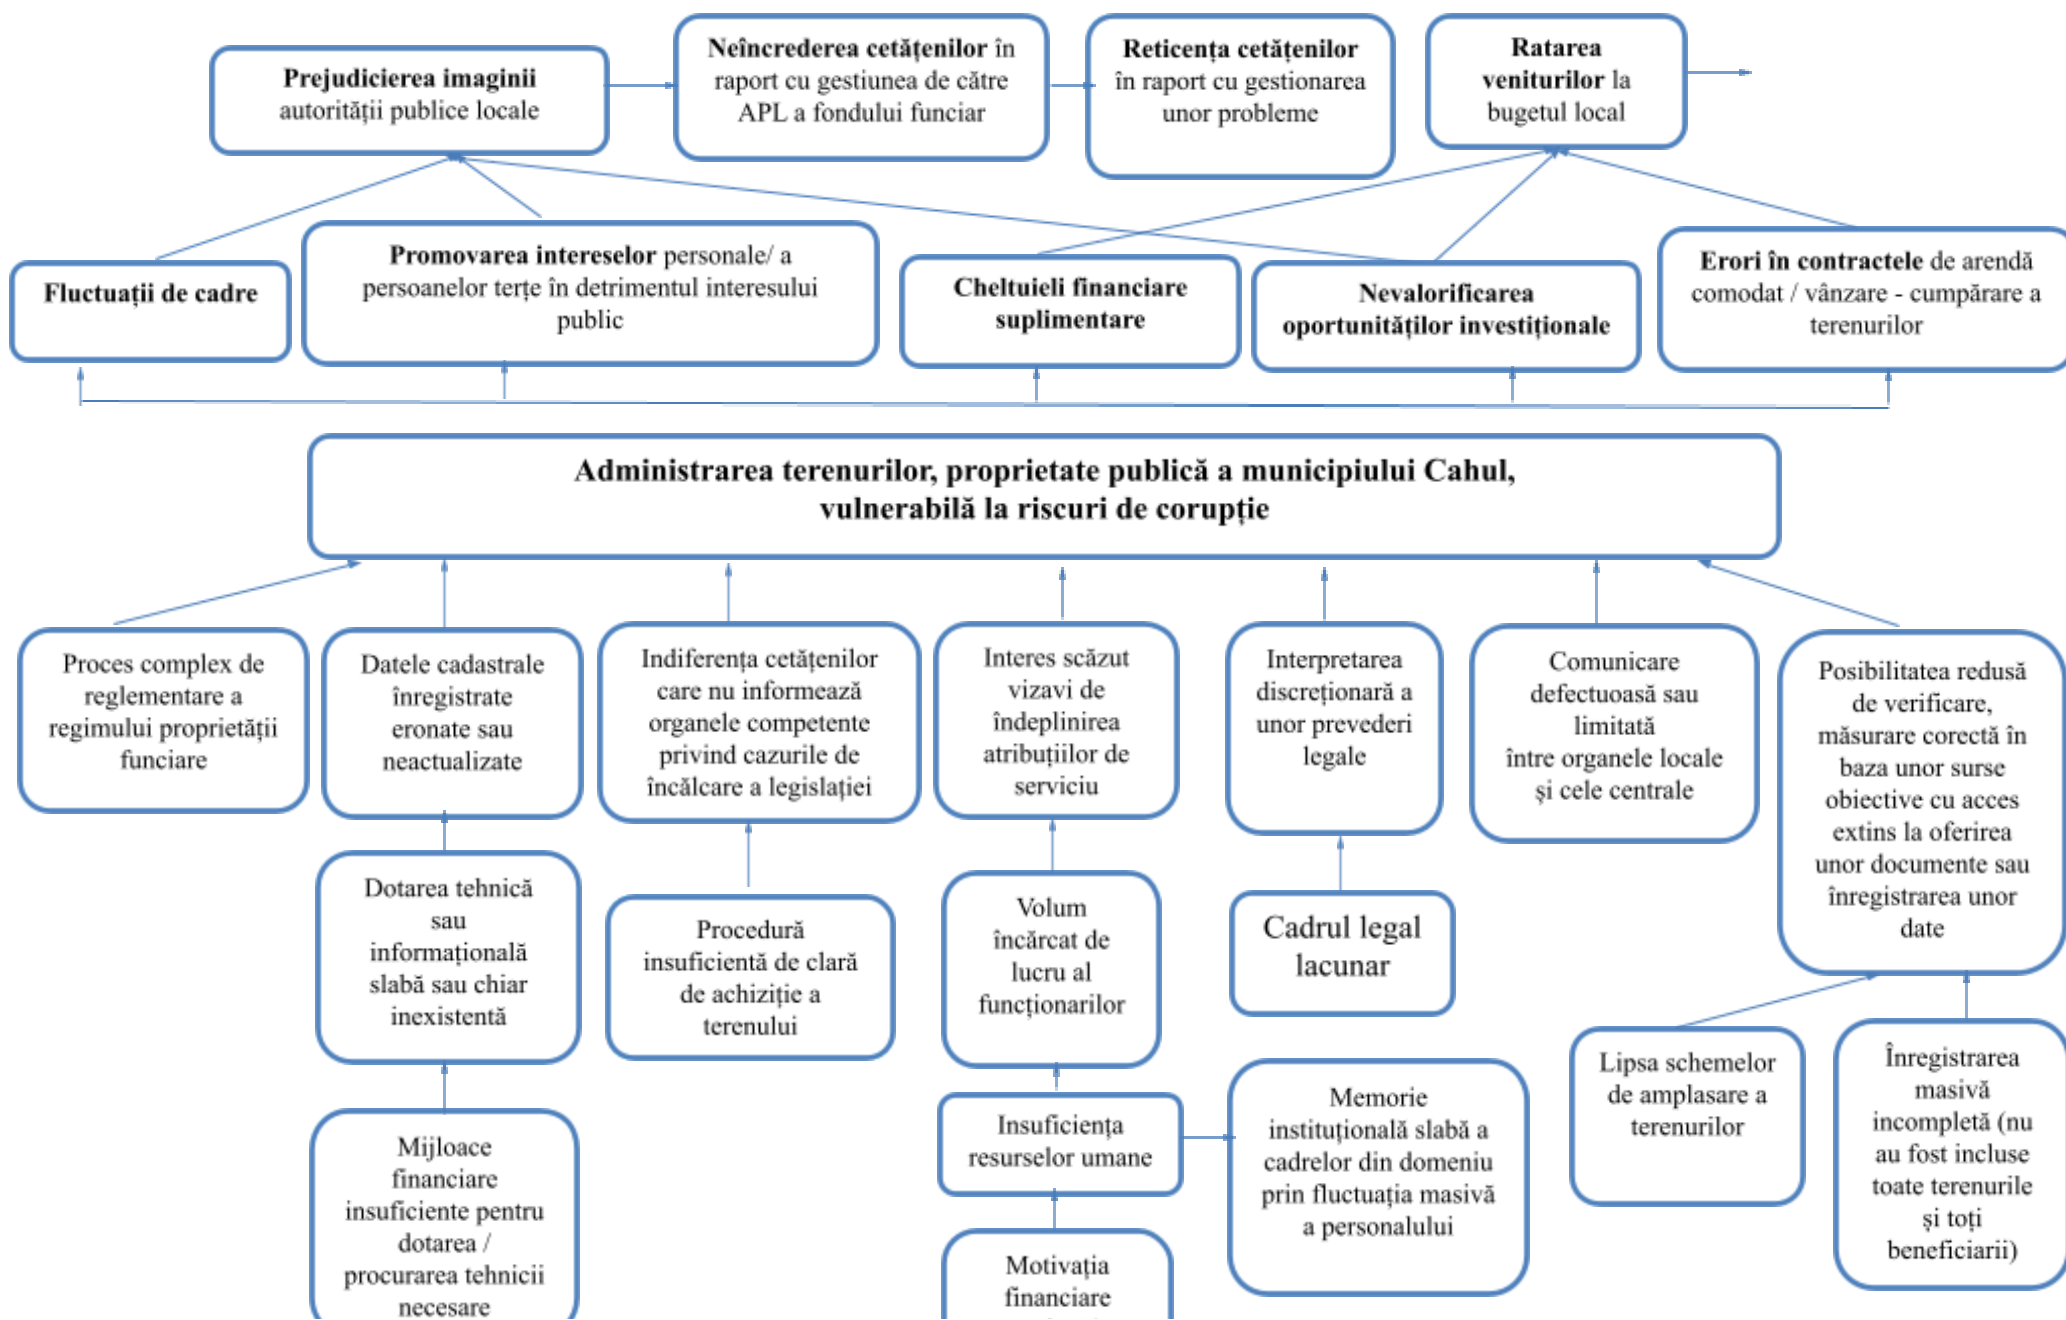 Prejudicierea imaginii
autorității publice locale
Neîncrederea cetățenilor în
raport cu gestiunea de către
APL a fondului funciar
Reticența cetățenilor
în raport cu gestionarea
unor probleme
Ratarea
veniturilor la
bugetul local
Fluctuații de cadre
Promovarea intereselor personale/ a
persoanelor terțe în detrimentul interesului
public
Cheltuieli financiare
suplimentare
Nevalorificarea
oportunităților investiționale
Erori în contractele de arendă
comodat / vânzare - cumpărare a
terenurilor
Administrarea terenurilor, proprietate publică a municipiului Cahul,
vulnerabilă la riscuri de corupție
Proces complex de
reglementare a
regimului proprietății
funciare
Datele cadastrale
înregistrate
eronate sau
neactualizate
Indiferența cetățenilor
care nu informează
organele competente
privind cazurile de
încălcare a legislației
Interes scăzut
vizavi de
îndeplinirea
atribuțiilor de
serviciu
Interpretarea
discreționară a
unor prevederi
legale
Comunicare
defectuoasă sau
limitată
între organele locale
și cele centrale
Posibilitatea redusă
de verificare,
măsurare corectă în
baza unor surse
obiective cu acces
extins la oferirea
unor documente sau
înregistrarea unor
date
Dotarea tehnică
sau
informațională
slabă sau chiar
inexistentă
Procedură
insuficientă de clară
de achiziție a
terenului
Volum
încărcat de
lucru al
funcționarilor
Cadrul legal
lacunar
Lipsa schemelor
de amplasare a
terenurilor
Înregistrarea
masivă
incompletă (nu
au fost incluse
toate terenurile
și toți
beneficiarii)
Mijloace
financiare
insuficiente pentru
dotarea /
procurarea tehnicii
necesare
Insuficiența
resurselor umane
Memorie
instituțională slabă a
cadrelor din domeniu
prin fluctuația masivă
a personalului
Motivația
financiare